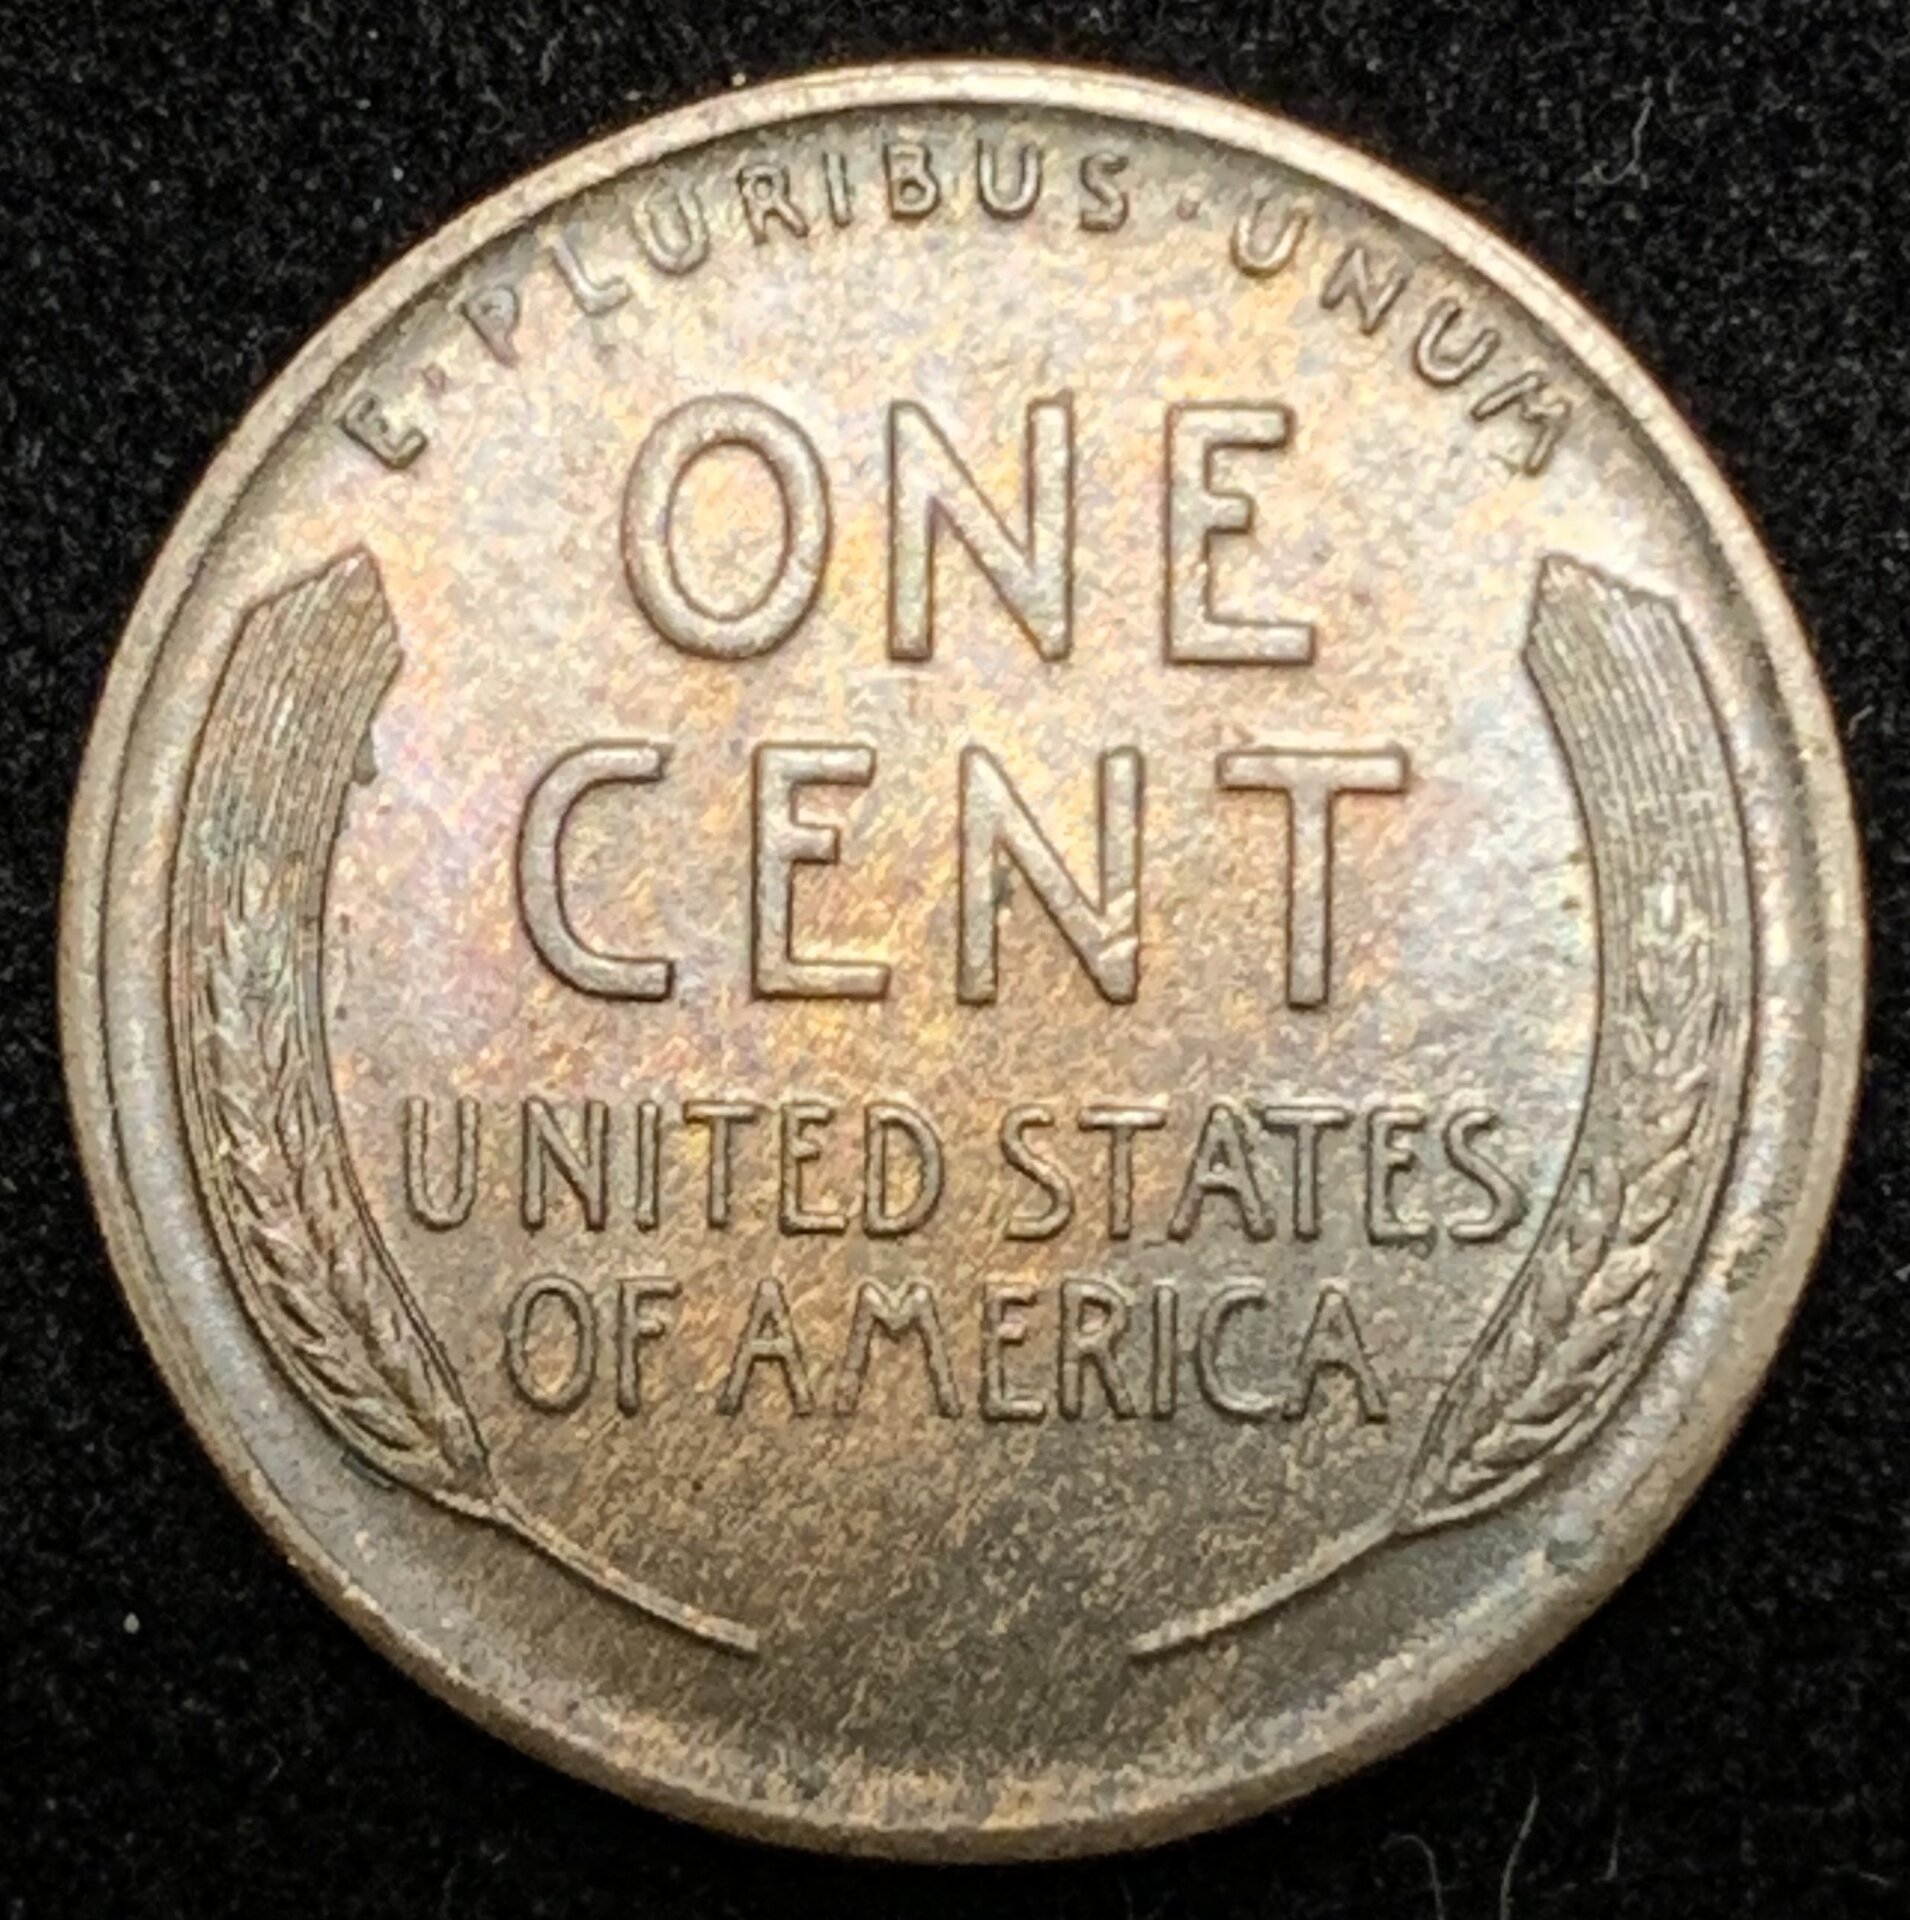 E·PLURIBUS·UNUM
ONE
CENT
UNITED STATES
OF AMERICA